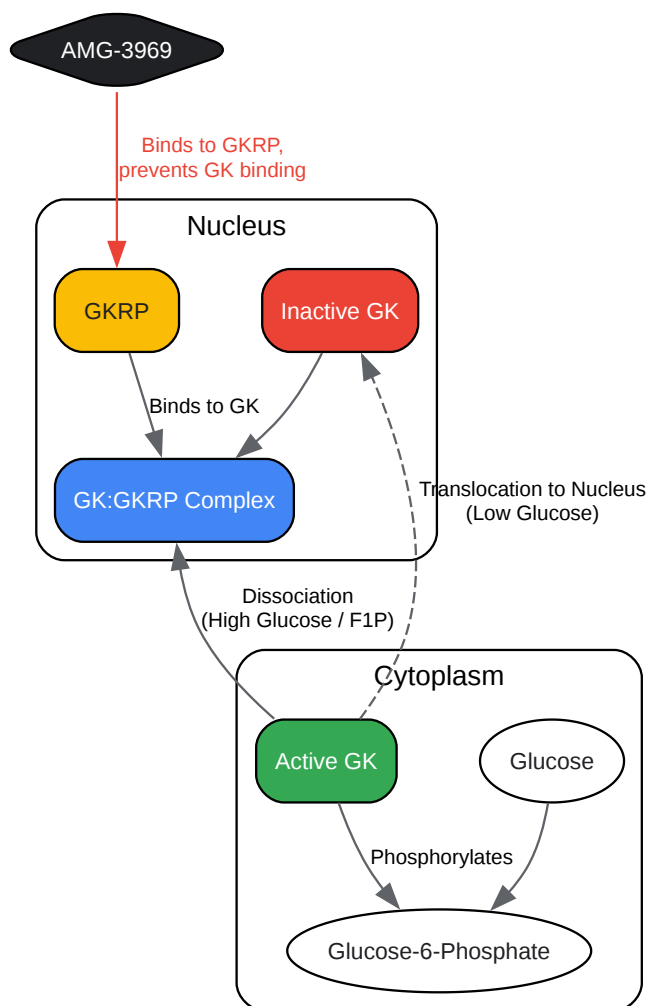 AMG-3969
Binds to GKRP,
prevents GK binding
Nucleus
GKRP
Inactive GK
Binds to GK
GK:GKRP Complex
Translocation to Nucleus
(Low Glucose)
Dissociation
(High Glucose / F1P)
Cytoplasm
Active GK
Glucose
Phosphorylates
Glucose-6-Phosphate